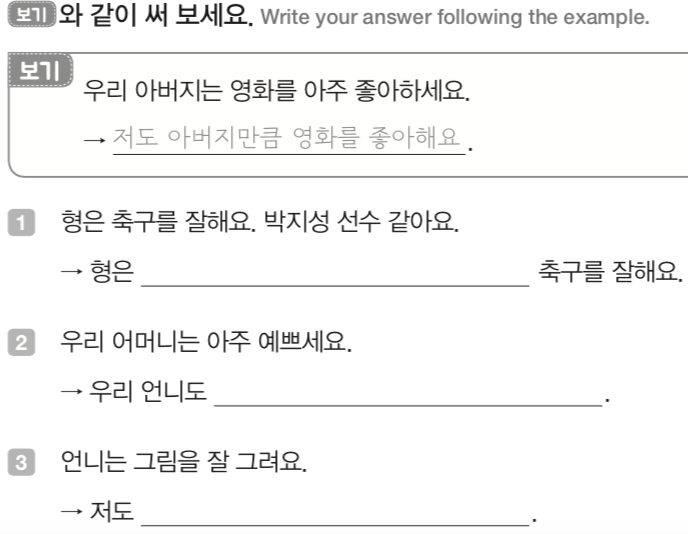 보기 와 같이 써 보세요. Write your answer following the example.
보기
우리 아버지는 영화를 아주 좋아하세요.
→ 저도 아버지만큼 영화를 좋아해요.
1 형은 축구를 잘해요. 박지성 선수 같아요.
→ 형은 축구를 잘해요.
2 우리 어머니는 아주 예쁘세요.
→ 우리 언니도 .
3 언니는 그림을 잘 그려요.
→ 저도 .